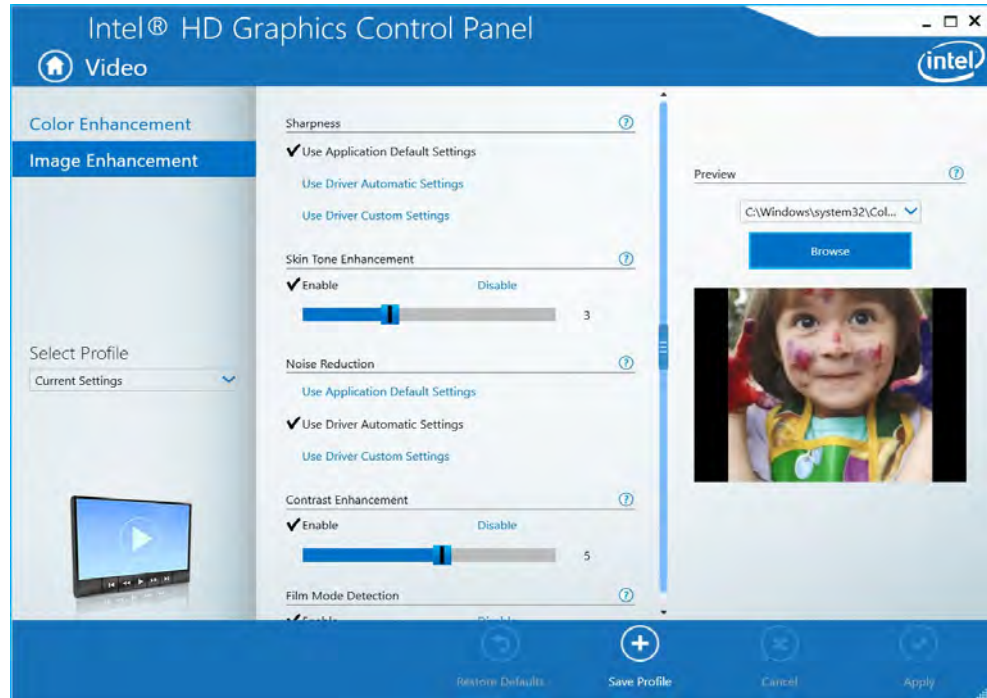 Intel® HD Graphics Control Panel
Video
intel
Color Enhancement
Image Enhancement
Select Profile
Current Settings
Sharpness
Use Application Default Settings
Use Driver Automatic Settings
Use Driver Custom Settings
Skin Tone Enhancement
Enable Disable
3
Noise Reduction
Use Application Default Settings
Use Driver Automatic Settings
Use Driver Custom Settings
Contrast Enhancement
Enable Disable
5
Film Mode Detection
Enable Disable
Preview
C:\Windows\system32\Col...
Browse
Restore Defaults
Save Profile
Cancel
Apply